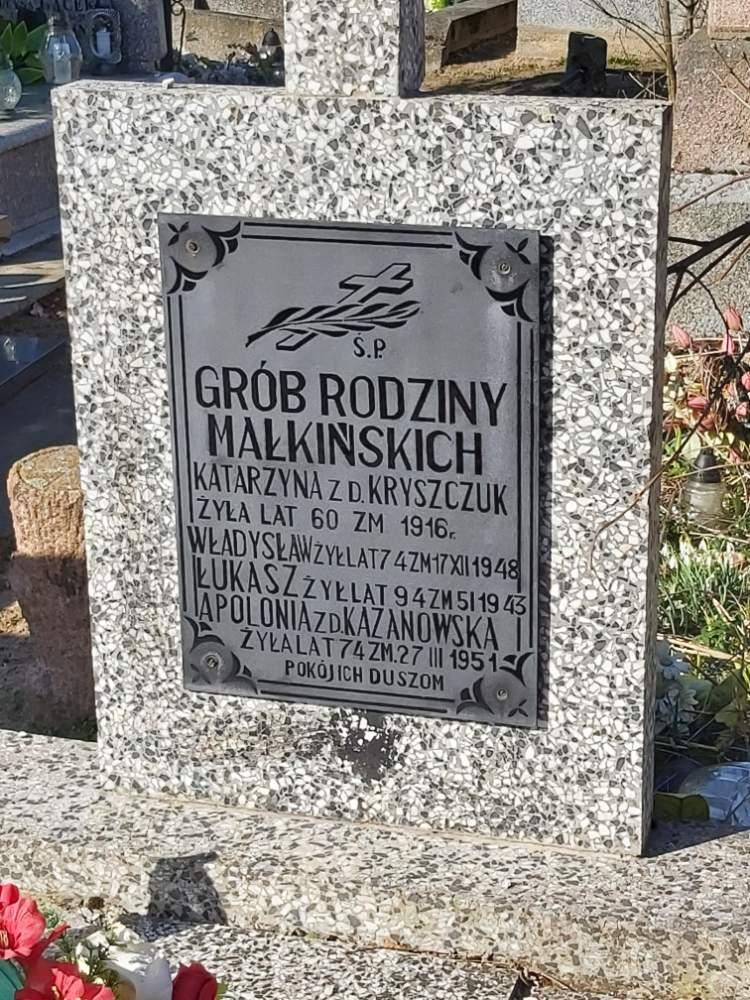 Ś.P.
GRÓB RODZINY
MAŁKIŃSKICH
KATARZYNA Z D. KRYSZCZUK
ŻYŁA LAT 60 ZM 1916 r.
WŁADYSŁAW ŻYŁ LAT 74 ZM 17 XII 1948
ŁUKASZ ŻYŁ LAT 94 ZM 5 I 1943
APOLONIA Z D. KAZANOWSKA
ŻYŁA LAT 74 ZM. 27 III 1951
POKÓJ ICH DUSZOM